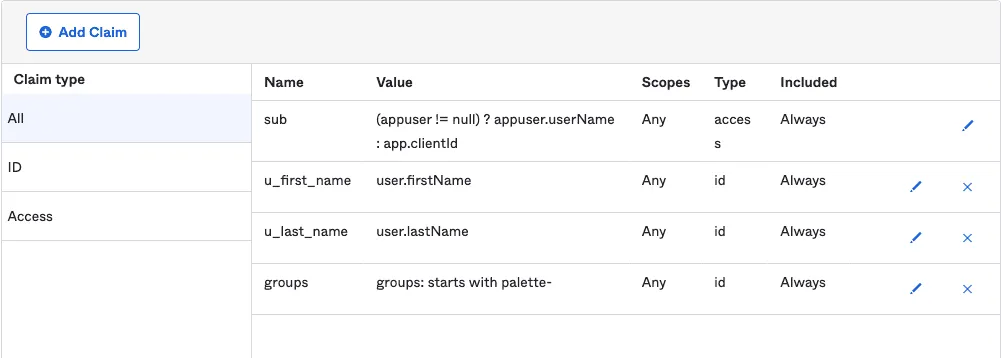 Add Claim
Claim type
All
ID
Access
Name Value Scopes Type Included
sub (appuser != null) ? appuser.userName Any acces Always
: app.clientId s
u_first_name user.firstName Any id Always
u_last_name user.lastName Any id Always
groups groups: starts with palette- Any id Always